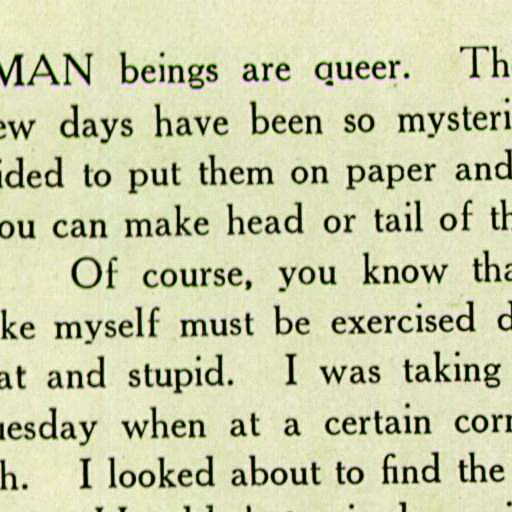 MAN beings are queer. Th
ew days have been so mysteri
ided to put them on paper and
ou can make head or tail of th
Of course, you know tha
ke myself must be exercised d
at and stupid. I was taking
uesday when at a certain corn
h. I looked about to find the